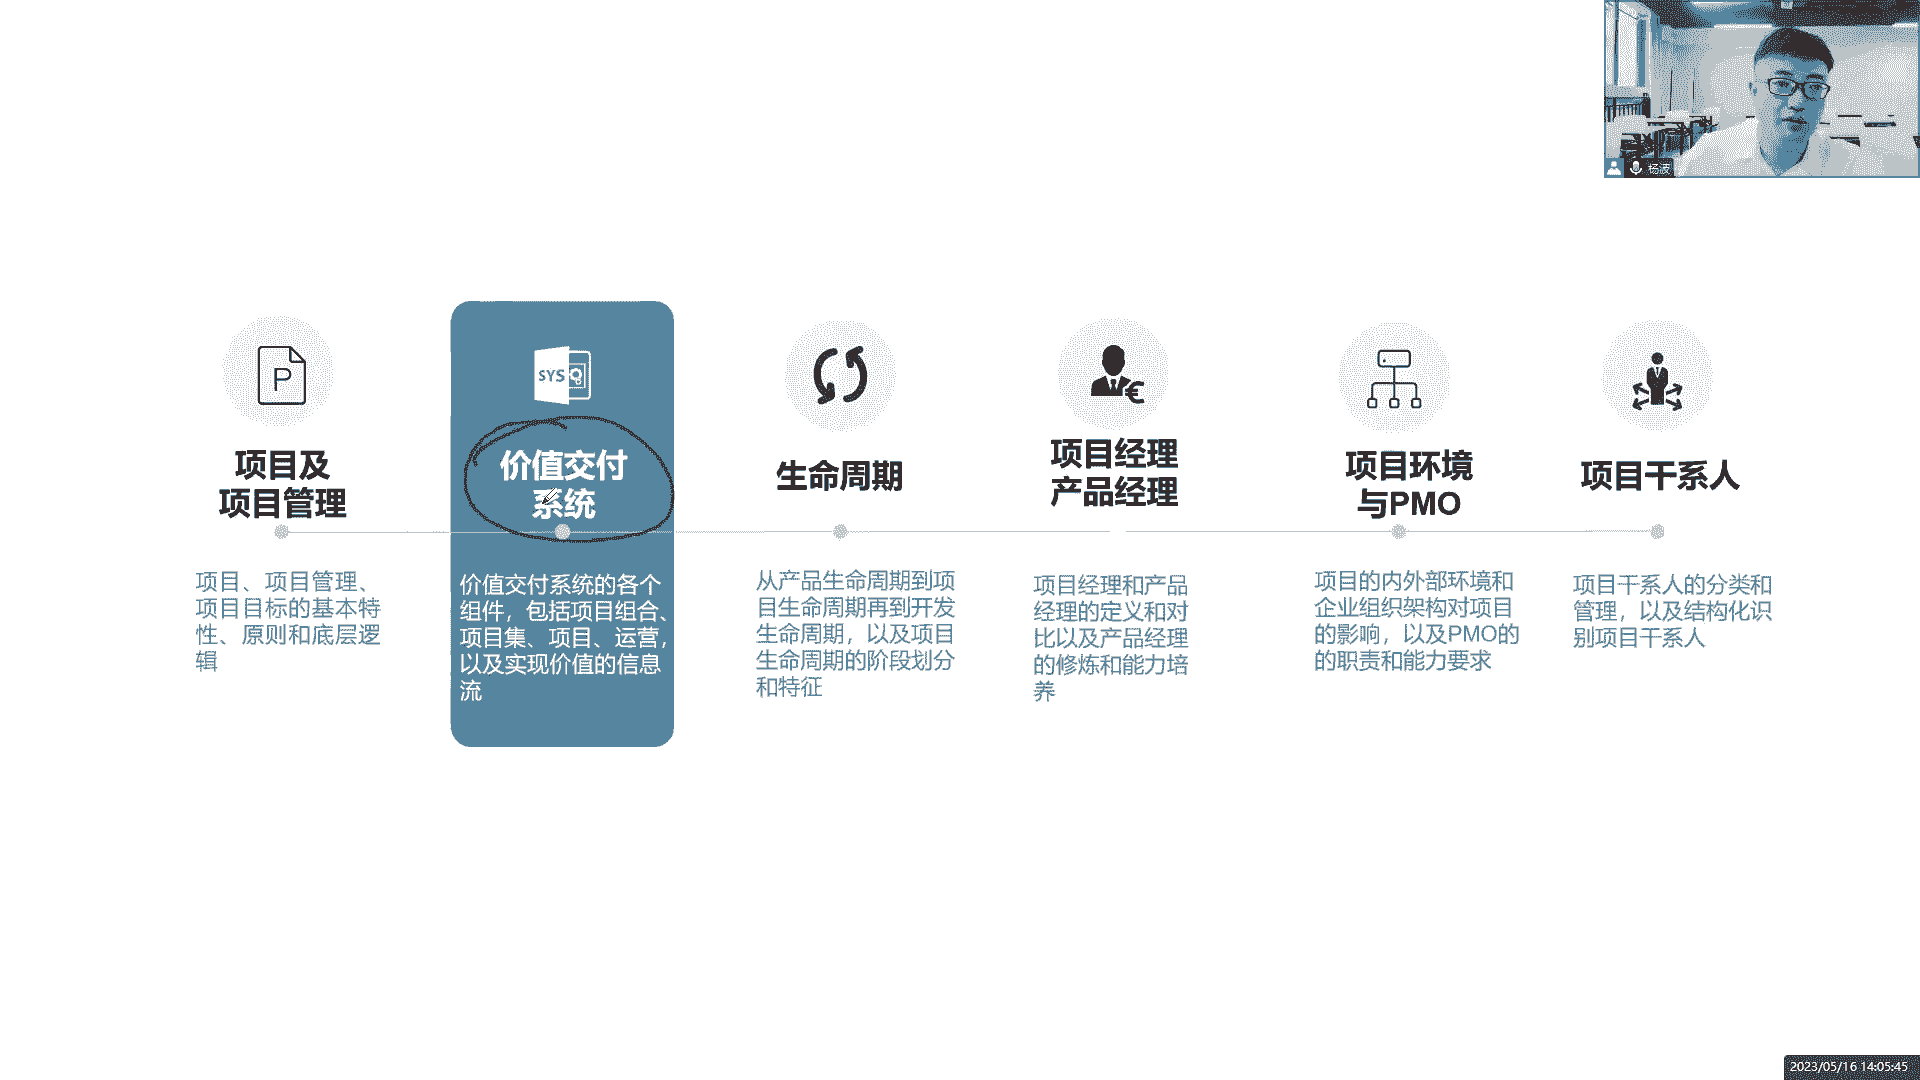 杨波
P
项目及
项目管理
项目、项目管理、
项目目标的基本特
性、原则和底层逻
辑
SYS
价值交付
系统
价值交付系统的各个
组件，包括项目组合、
项目集、项目、运营，
以及实现价值的信息
流
生命周期
从产品生命周期到项
目生命周期再到开发
生命周期，以及项目
生命周期的阶段划分
和特征
€
项目经理
产品经理
项目经理和产品
经理的定义和对
比以及产品经理
的修炼和能力培
养
项目环境
与PMO
项目的内外部环境和
企业组织架构对项目
的影响，以及PMO的
的职责和能力要求
项目干系人
项目干系人的分类和
管理，以及结构化识
别项目干系人
2023/05/16 14:05:45